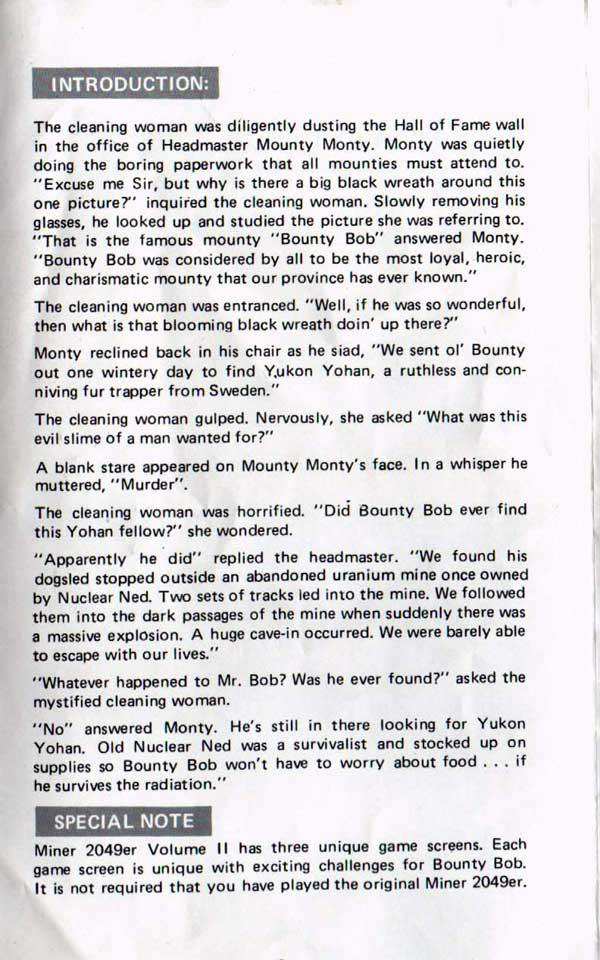 INTRODUCTION:
The cleaning woman was diligently dusting the Hall of Fame wall
in the office of Headmaster Mounty Monty. Monty was quietly
doing the boring paperwork that all mounties must attend to.
"Excuse me Sir, but why is there a big black wreath around this
one picture?" inquired the cleaning woman. Slowly removing his
glasses, he looked up and studied the picture she was referring to.
"That is the famous mounty "Bounty Bob" answered Monty.
"Bounty Bob was considered by all to be the most loyal, heroic,
and charismatic mounty that our province has ever known."
The cleaning woman was entranced. "Well, if he was so wonderful,
then what is that blooming black wreath doin' up there?"
Monty reclined back in his chair as he siad, "We sent ol' Bounty
out one wintery day to find Yukon Yohan, a ruthless and con-
niving fur trapper from Sweden."
The cleaning woman gulped. Nervously, she asked "What was this
evil slime of a man wanted for?"
A blank stare appeared on Mounty Monty's face. In a whisper he
muttered, "Murder".
The cleaning woman was horrified. "Did Bounty Bob ever find
this Yohan fellow?" she wondered.
"Apparently he did" replied the headmaster. "We found his
dogsled stopped outside an abandoned uranium mine once owned
by Nuclear Ned. Two sets of tracks led into the mine. We followed
them into the dark passages of the mine when suddenly there was
a massive explosion. A huge cave-in occurred. We were barely able
to escape with our lives."
"Whatever happened to Mr. Bob? Was he ever found?" asked the
mystified cleaning woman.
"No" answered Monty. He's still in there looking for Yukon
Yohan. Old Nuclear Ned was a survivalist and stocked up on
supplies so Bounty Bob won't have to worry about food . . . if
he survives the radiation."
SPECIAL NOTE
Miner 2049er Volume II has three unique game screens. Each
game screen is unique with exciting challenges for Bounty Bob.
It is not required that you have played the original Miner 2049er.